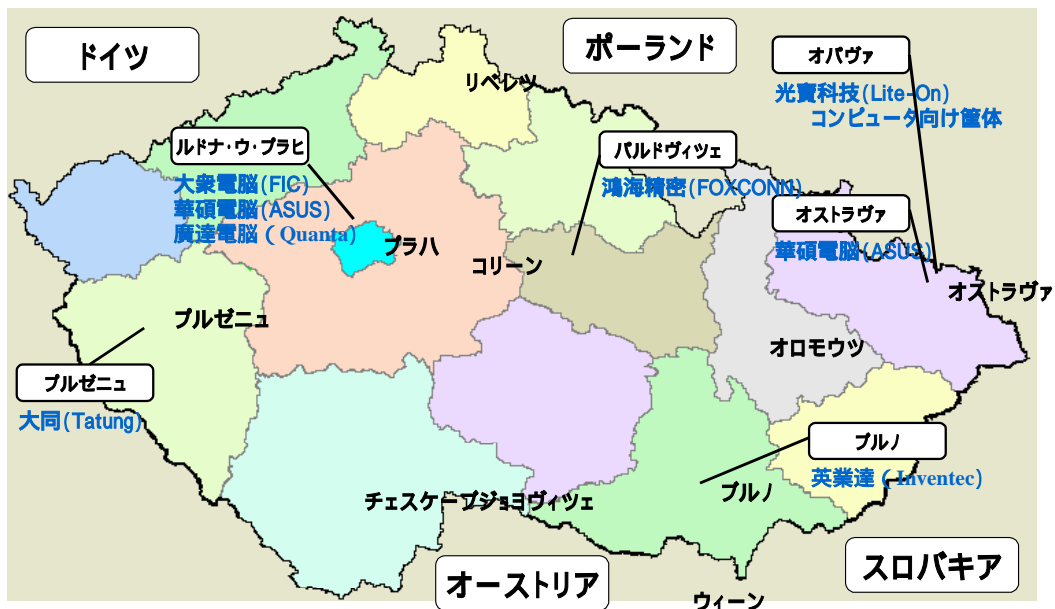 ドイツ
ポーランド
オパヴァ
光寶科技(Lite-On)
コンピュータ向け筐体
リベレツ
ルドナ・ウ・プラヒ
大衆電脳(FIC)
華碩電脳(ASUS)
廣達電脳(Quanta)
パルドヴィツェ
鴻海精密(FOXCONN)
オストラヴァ
華碩電脳(ASUS)
プラハ
コリーン
オストラヴァ
プルゼニュ
オロモウツ
プルゼニュ
大同(Tatung)
ブルノ
英業達(Inventec)
ブルノ
チェスケーブジョヨヴィツェ
オーストリア
スロバキア
ウィーン